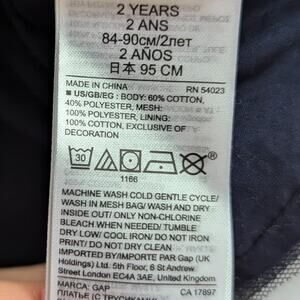 2 YEARS
2 ANS
84-90см/2лет
2 AÑOS
日本 95 CM
MADE IN CHINA RN 54023
■ US/GB/EG : BODY: 60% COTTON,
40% POLYESTER, MESH:
100% POLYESTER, LINING:
100% COTTON, EXCLUSIVE OF
DECORATION
30
1166
MACHINE WASH COLD GENTLE CYCLE/
WASH IN MESH BAG/ WASH AND DRY
INSIDE OUT/ ONLY NON-CHLORINE
BLEACH WHEN NEEDED/ TUMBLE
DRY LOW/ COOL IRON/ DO NOT IRON
PRINT/ DO NOT DRY CLEAN
IMPORTED BY/IMPORTE PAR Gap (UK
Holdings) Ltd. 5th Floor, 6 St Andrew
Street London EC4A 3AE, United Kingdom
CA 17897
МАРКА: GAP
ПЛАТЬЕ (С ТРУСИКАМИ)